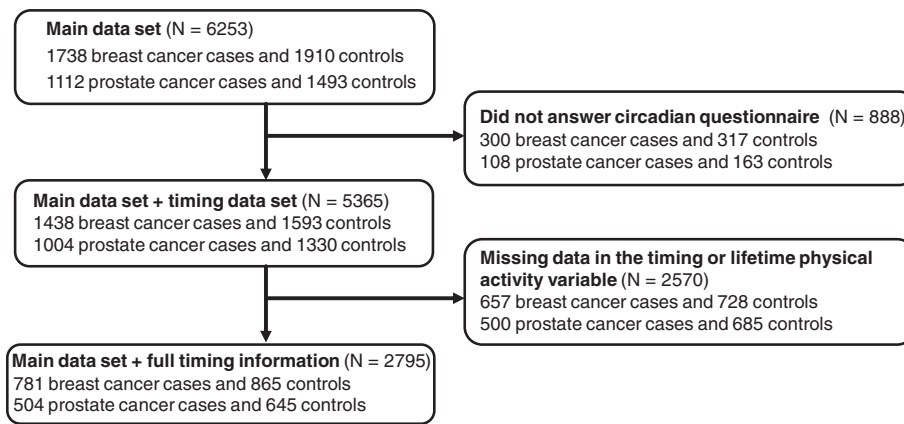 Main data set (N = 6253)
1738 breast cancer cases and 1910 controls
1112 prostate cancer cases and 1493 controls
Did not answer circadian questionnaire (N = 888)
300 breast cancer cases and 317 controls
108 prostate cancer cases and 163 controls
Main data set + timing data set (N = 5365)
1438 breast cancer cases and 1593 controls
1004 prostate cancer cases and 1330 controls
Missing data in the timing or lifetime physical
activity variable (N = 2570)
657 breast cancer cases and 728 controls
500 prostate cancer cases and 685 controls
Main data set + full timing information (N = 2795)
781 breast cancer cases and 865 controls
504 prostate cancer cases and 645 controls